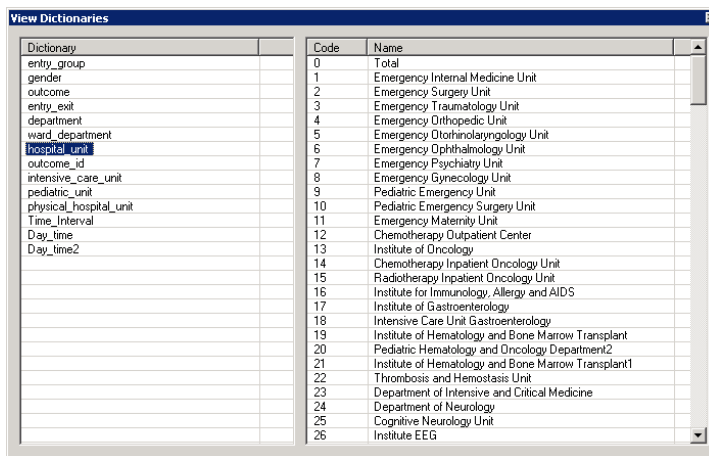 View Dictionaries
Dictionary
entry_group
gender
outcome
entry_exit
department
ward_department
hospital_unit
outcome_id
intensive_care_unit
pediatric_unit
physical_hospital_unit
Time_Interval
Day_time
Day_time2
Code Name
0 Total
1 Emergency Internal Medicine Unit
2 Emergency Surgery Unit
3 Emergency Traumatology Unit
4 Emergency Orthopedic Unit
5 Emergency Otorhinolaryngology Unit
6 Emergency Ophthalmology Unit
7 Emergency Psychiatry Unit
8 Emergency Gynecology Unit
9 Pediatric Emergency Unit
10 Pediatric Emergency Surgery Unit
11 Emergency Maternity Unit
12 Chemotherapy Outpatient Center
13 Institute of Oncology
14 Chemotherapy Inpatient Oncology Unit
15 Radiotherapy Inpatient Oncology Unit
16 Institute for Immunology, Allergy and AIDS
17 Institute of Gastroenterology
18 Intensive Care Unit Gastroenterology
19 Institute of Hematology and Bone Marrow Transplant
20 Pediatric Hematology and Oncology Department2
21 Institute of Hematology and Bone Marrow Transplant1
22 Thrombosis and Hemostasis Unit
23 Department of Intensive and Critical Medicine
24 Department of Neurology
25 Cognitive Neurology Unit
26 Institute EEG